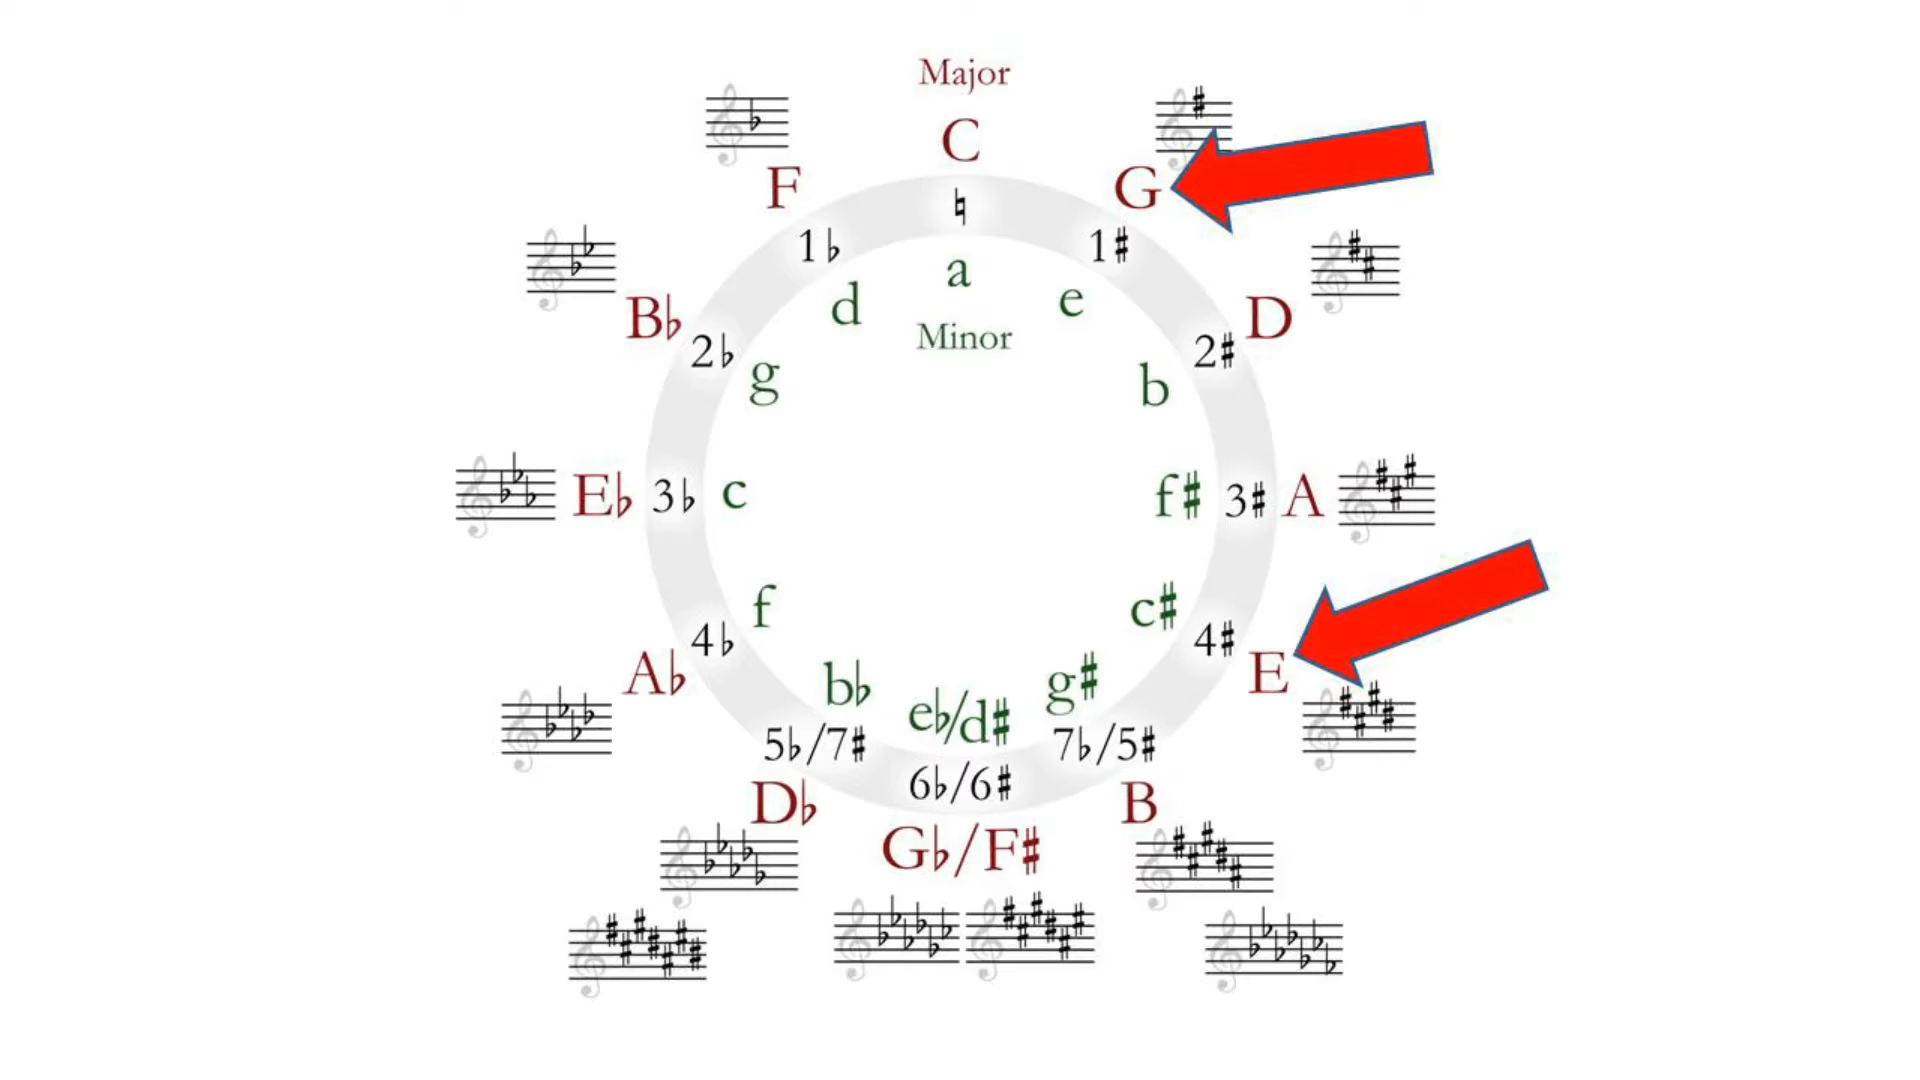 Major
C
G
F
♮
1♭
1♯
a
d
e
Minor
B♭
D
2♭
2♯
g
b
E♭
3♭
c
f♯
3♯
A
f
c♯
4♭
4♯
A♭
E
b♭
g♯
e♭/d♯
5♭/7♯
7♭/5♯
6♭/6♯
D♭
B
G♭/F♯